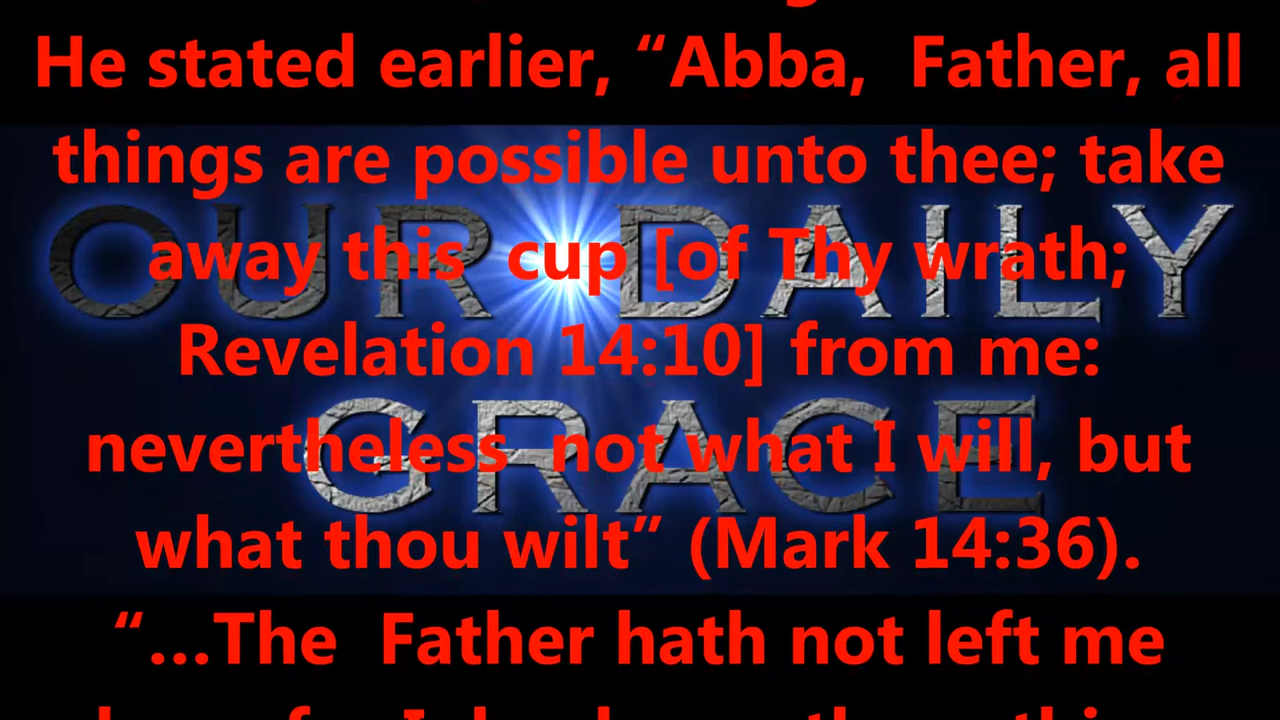 He stated earlier, “Abba,  Father, all
things are possible unto thee; take
away this  cup [of Thy wrath;
Revelation 14:10] from me:
nevertheless  not what I will, but
what thou wilt” (Mark 14:36).
“…The  Father hath not left me
OUR DAILY
GRACE